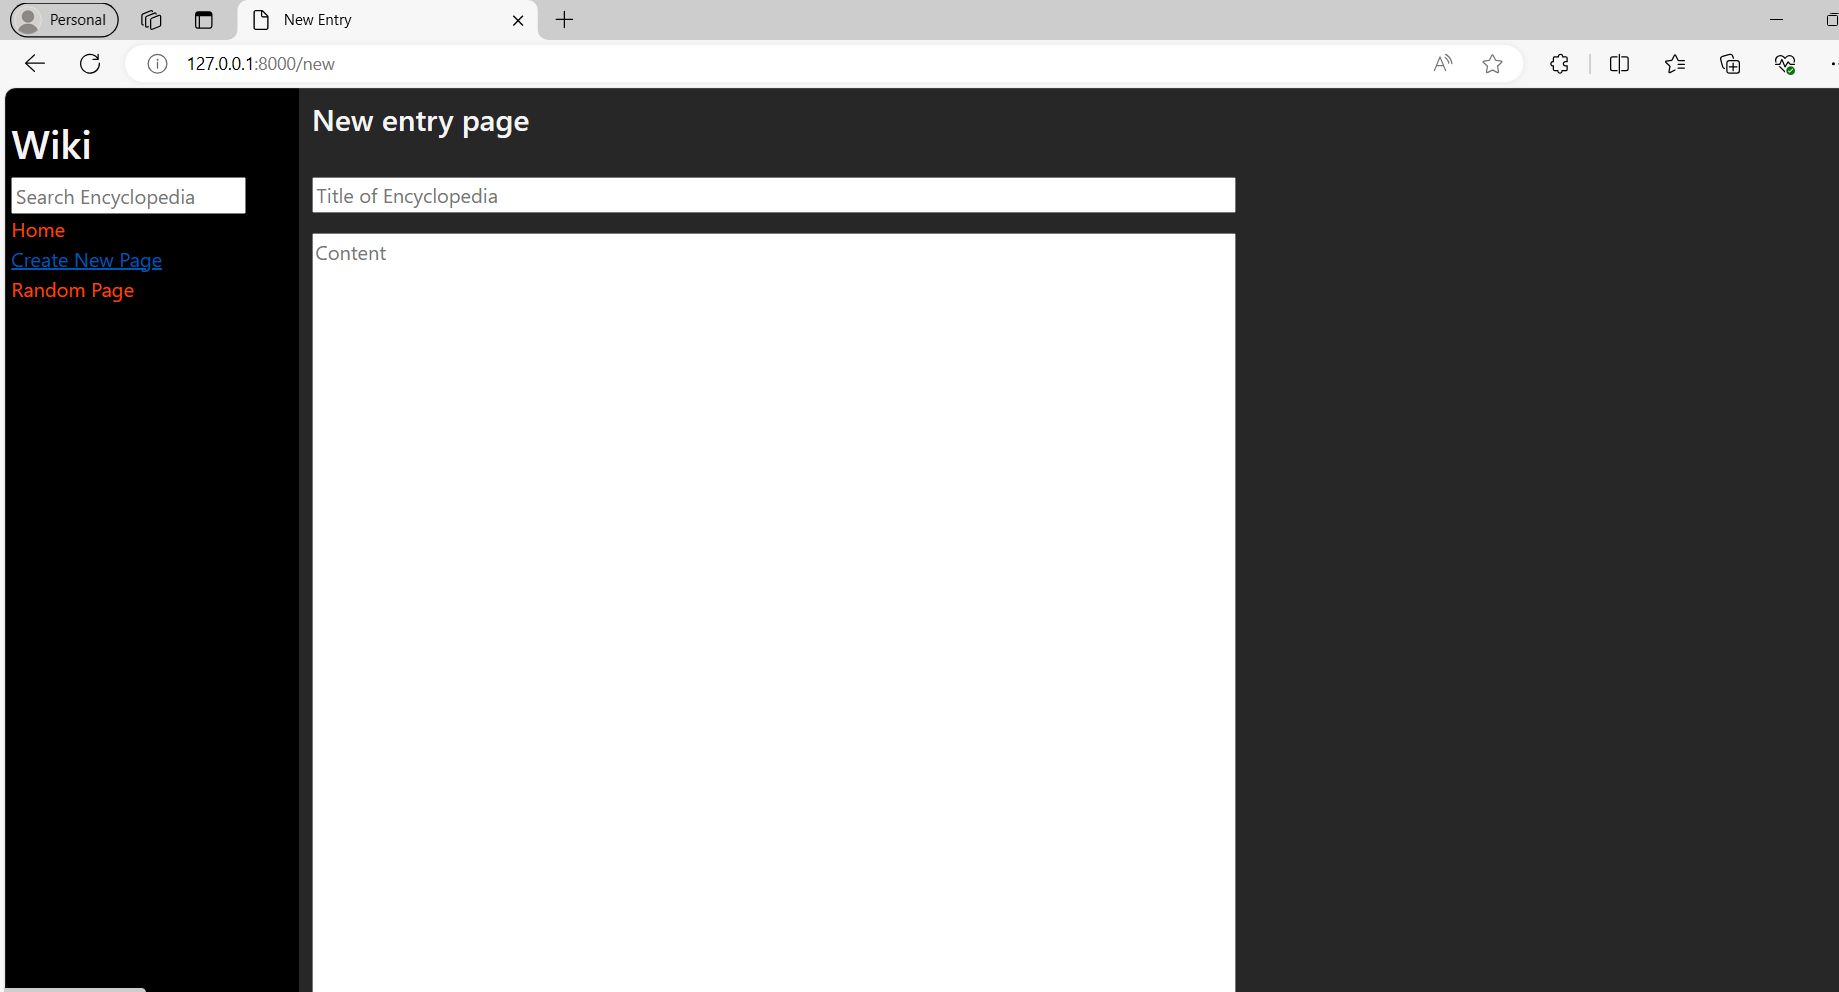 Personal
New Entry
127.0.0.1:8000/new
Wiki
Search Encyclopedia
Home
Create New Page
Random Page
New entry page
Title of Encyclopedia
Content